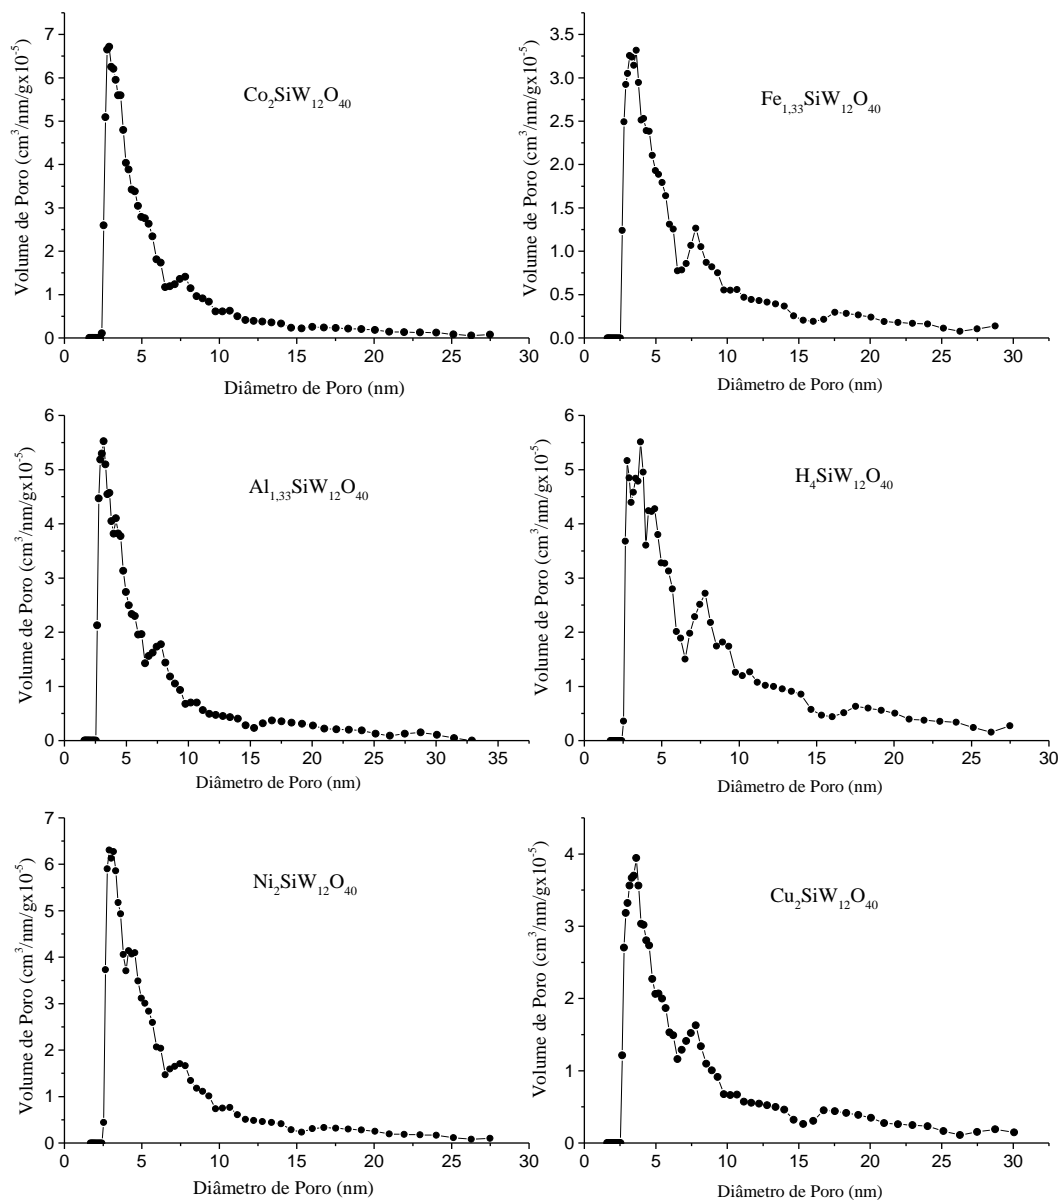 7
6
5
4
3
2
1
0
Volume de Poro (cm³/nm/gx10⁻⁵)
Co₂SiW₁₂O₄₀
0 5 10 15 20 25 30
Diâmetro de Poro (nm)
3.5
3.0
2.5
2.0
1.5
1.0
0.5
0.0
Volume de Poro (cm³/nm/gx10⁻⁵)
Fe₁,₃₃SiW₁₂O₄₀
0 5 10 15 20 25 30
Diâmetro de Poro (nm)
6
5
4
3
2
1
0
Volume de Poro (cm³/nm/gx10⁻⁵)
Al₁,₃₃SiW₁₂O₄₀
0 5 10 15 20 25 30 35
Diâmetro de Poro (nm)
6
5
4
3
2
1
0
Volume de Poro (cm³/nm/gx10⁻⁵)
H₄SiW₁₂O₄₀
0 5 10 15 20 25 30
Diâmetro de Poro (nm)
7
6
5
4
3
2
1
0
Volume de Poro (cm³/nm/gx10⁻⁵)
Ni₂SiW₁₂O₄₀
0 5 10 15 20 25 30
Diâmetro de Poro (nm)
4
3
2
1
0
Volume de Poro (cm³/nm/gx10⁻⁵)
Cu₂SiW₁₂O₄₀
0 5 10 15 20 25 30
Diâmetro de Poro (nm)